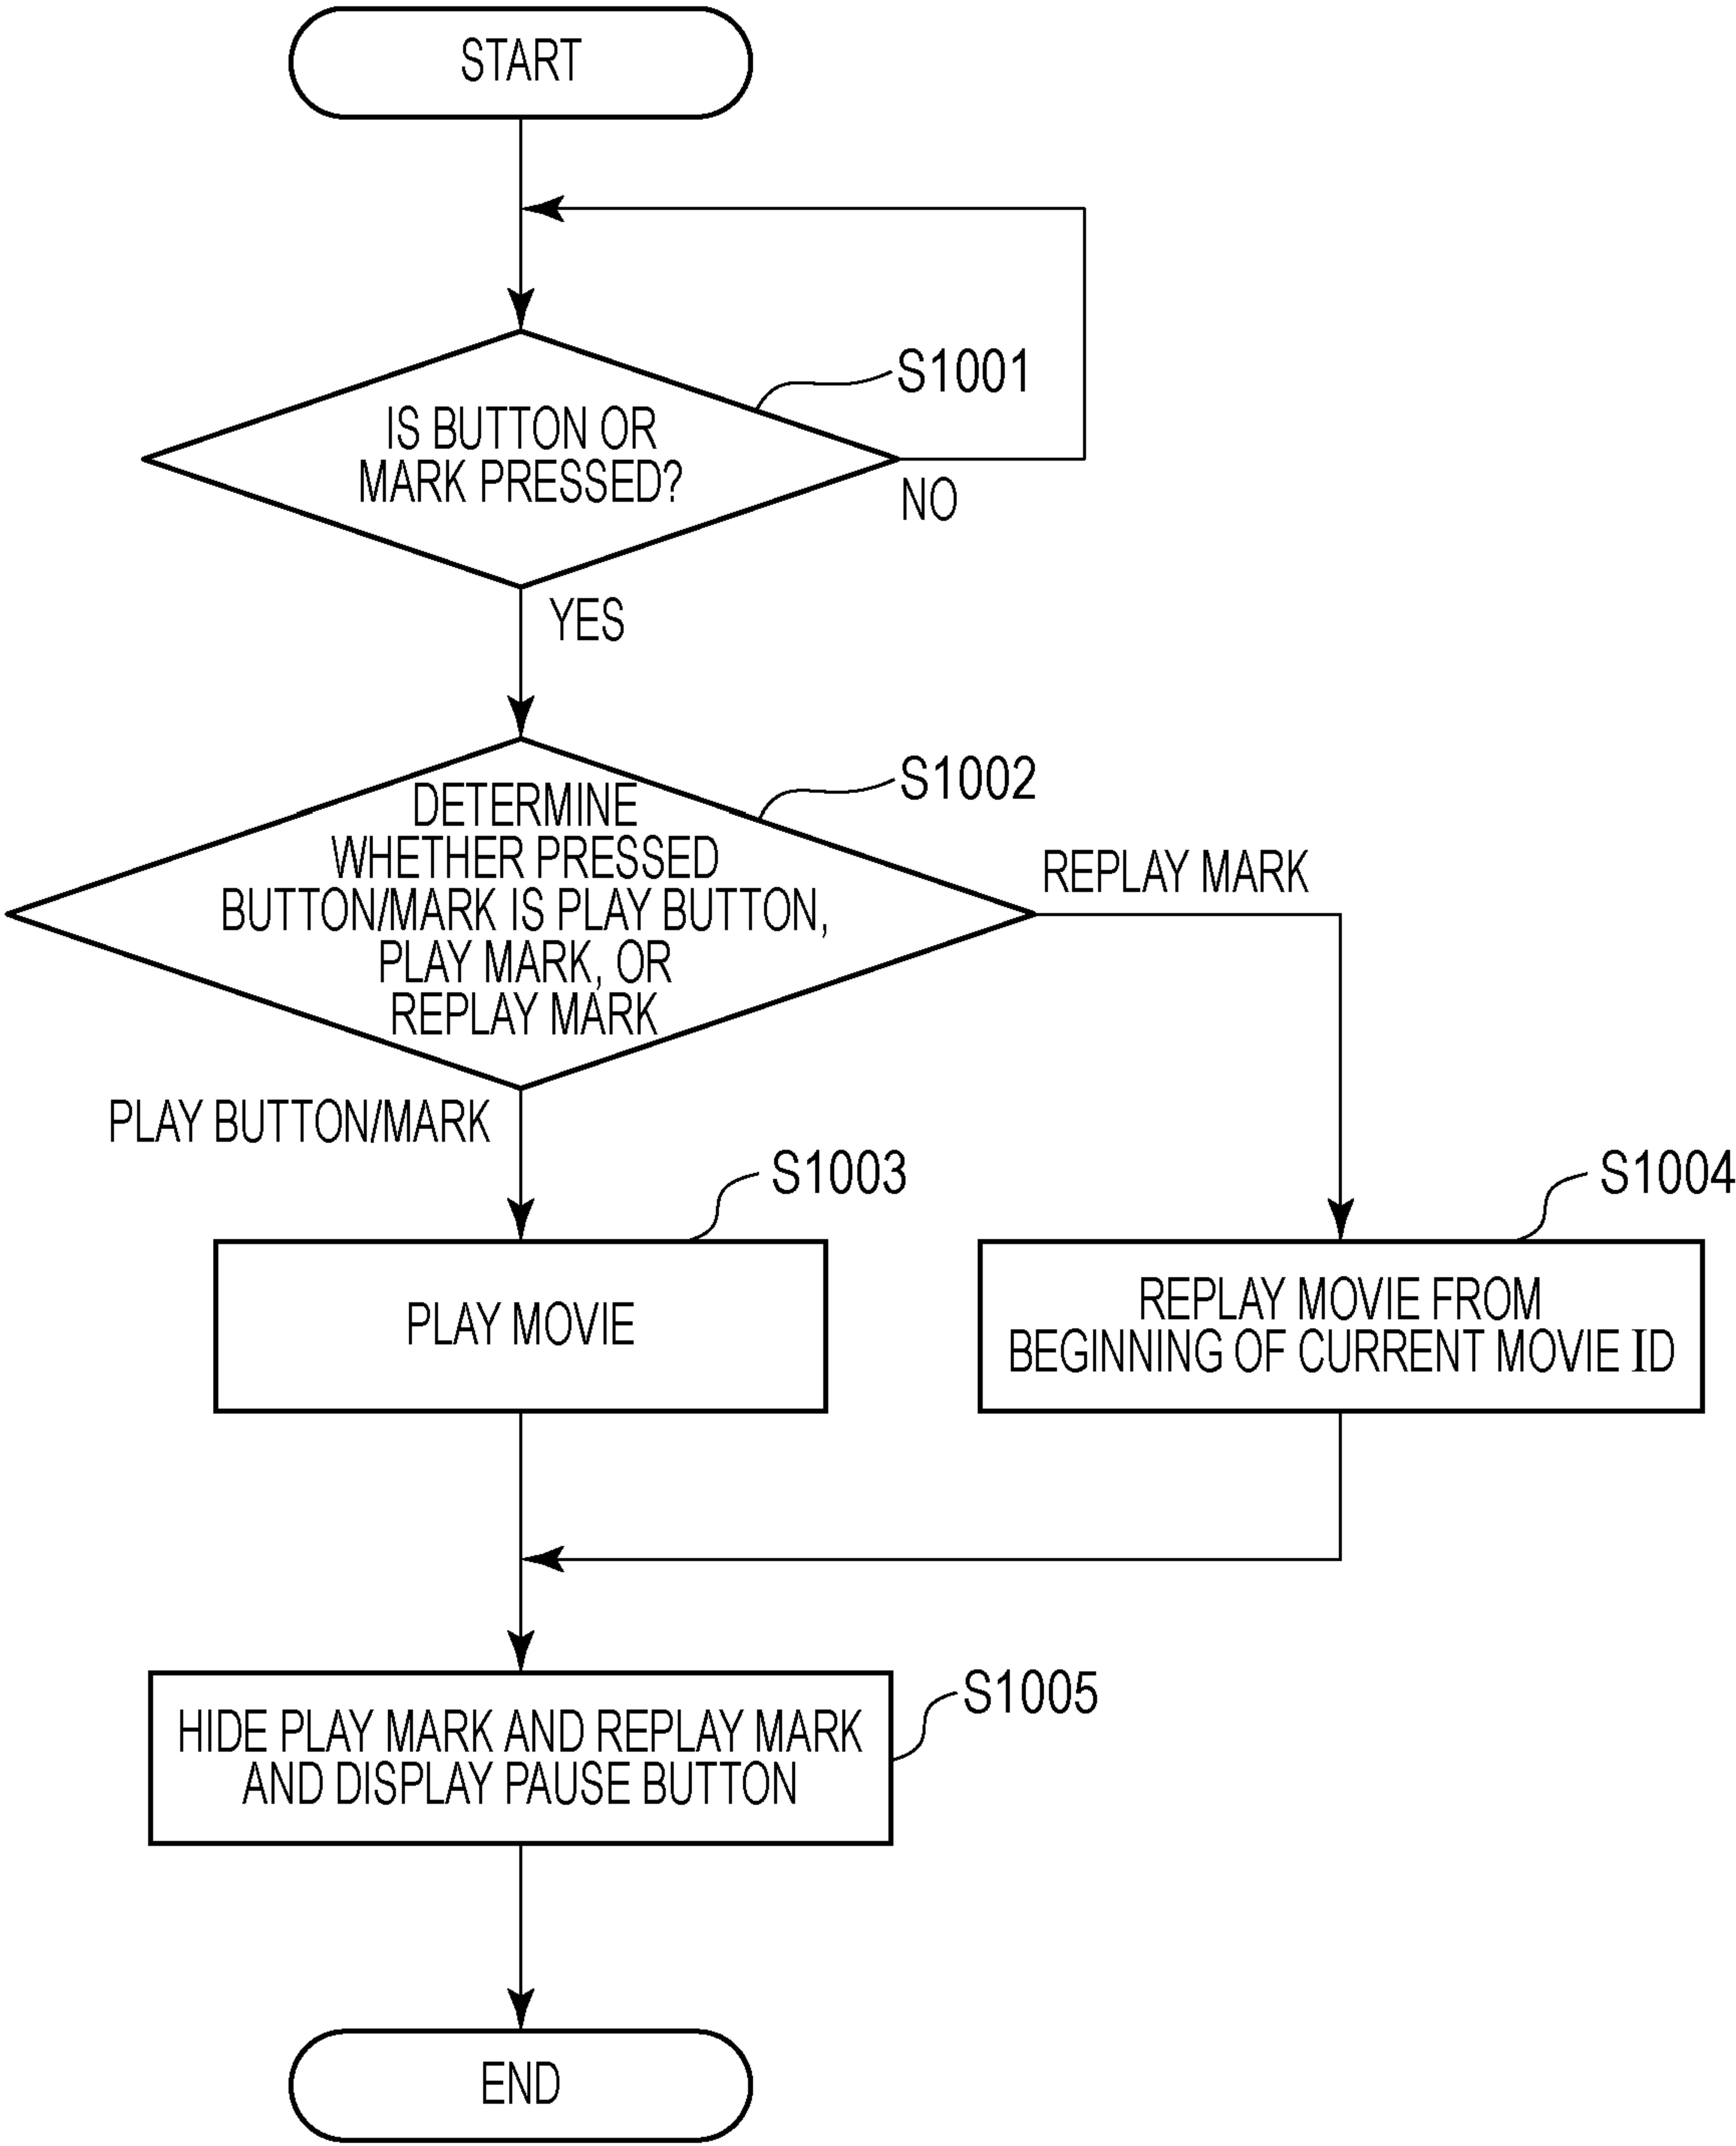 START
S1001
IS BUTTON OR
MARK PRESSED?
NO
YES
S1002
DETERMINE
WHETHER PRESSED
BUTTON/MARK IS PLAY BUTTON,
PLAY MARK, OR
REPLAY MARK
REPLAY MARK
PLAY BUTTON/MARK
S1003
S1004
PLAY MOVIE
REPLAY MOVIE FROM
BEGINNING OF CURRENT MOVIE ID
S1005
HIDE PLAY MARK AND REPLAY MARK
AND DISPLAY PAUSE BUTTON
END